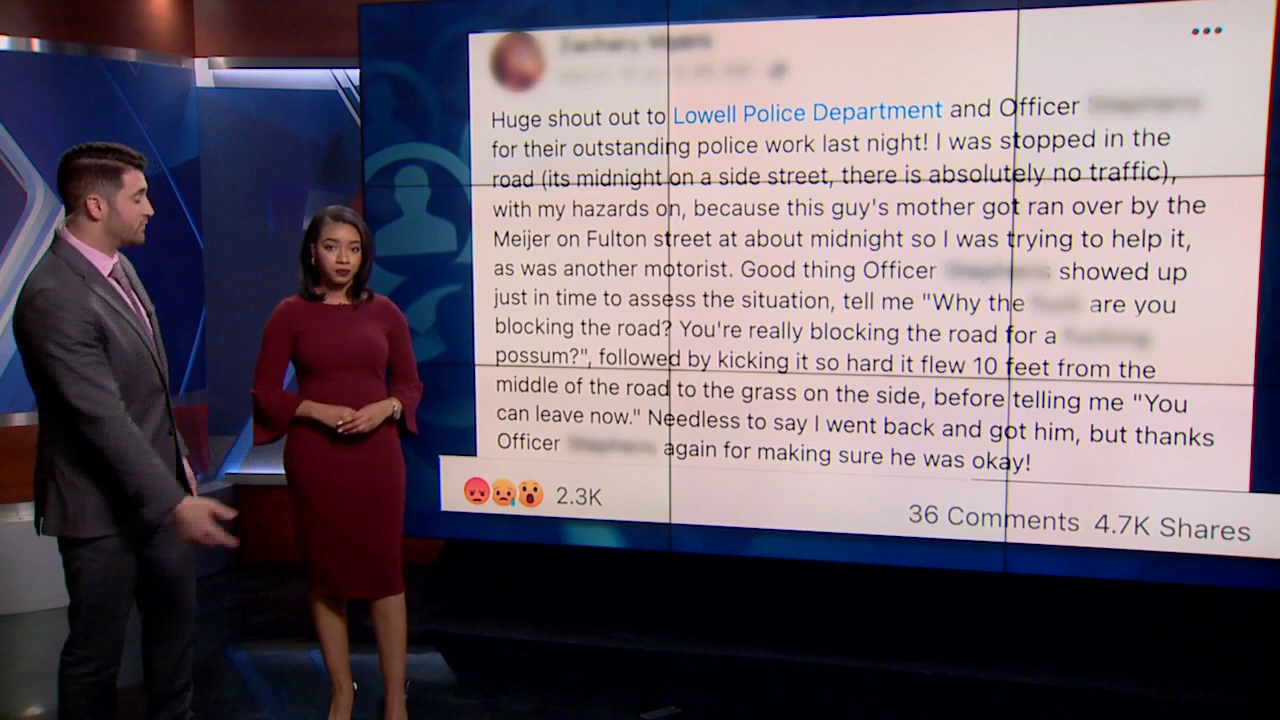 Huge shout out to Lowell Police Department and Officer
for their outstanding police work last night! I was stopped in the
road (its midnight on a side street, there is absolutely no traffic),
with my hazards on, because this guy's mother got ran over by the
Meijer on Fulton street at about midnight so I was trying to help it,
as was another motorist. Good thing Officer showed up
just in time to assess the situation, tell me "Why the are you
blocking the road? You're really blocking the road for a
possum?", followed by kicking it so hard it flew 10 feet from the
middle of the road to the grass on the side, before telling me "You
can leave now." Needless to say I went back and got him, but thanks
Officer again for making sure he was okay!
2.3K
36 Comments 4.7K Shares